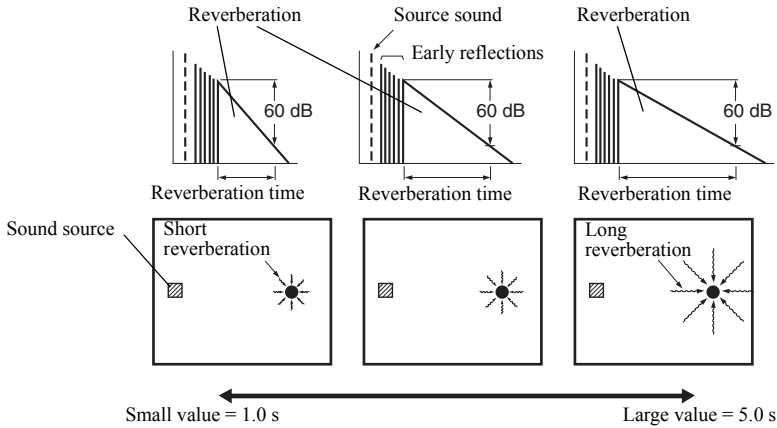 Reverberation
Source sound
Reverberation
Early reflections
60 dB
60 dB
60 dB
Reverberation time
Reverberation time
Reverberation time
Sound source
Short
reverberation
Long
reverberation
Small value = 1.0 s
Large value = 5.0 s